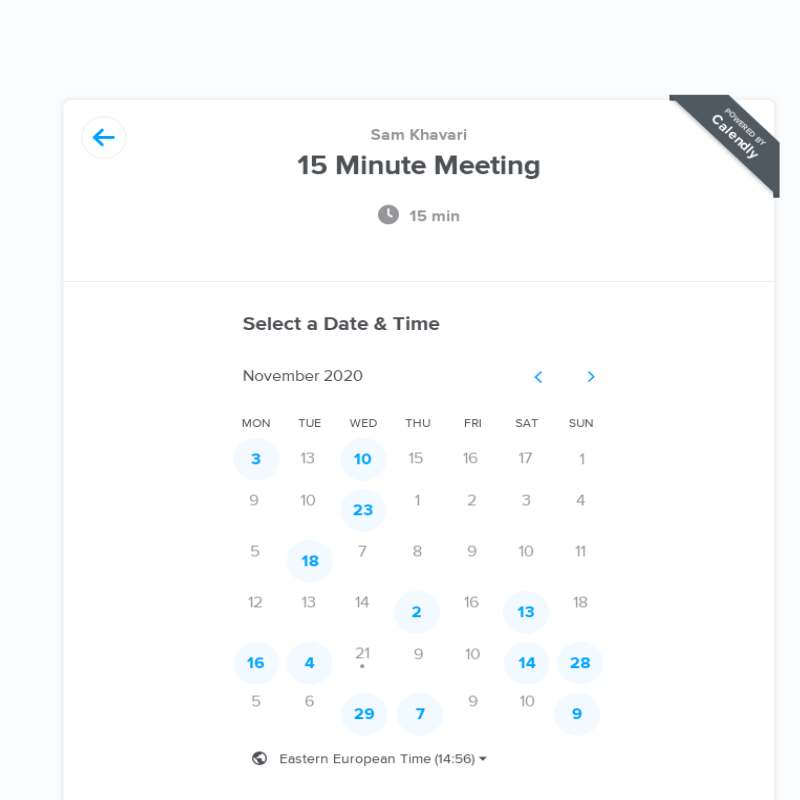 POWERED BY
Calendly
Sam Khavari
15 Minute Meeting
15 min
Select a Date & Time
November 2020
MON TUE WED THU FRI SAT SUN
3 13 10 15 16 17 1
9 10 23 1 2 3 4
5 18 7 8 9 10 11
12 13 14 2 16 13 18
16 4 21 9 10 14 28
5 6 29 7 9 10 9
Eastern European Time (14:56)